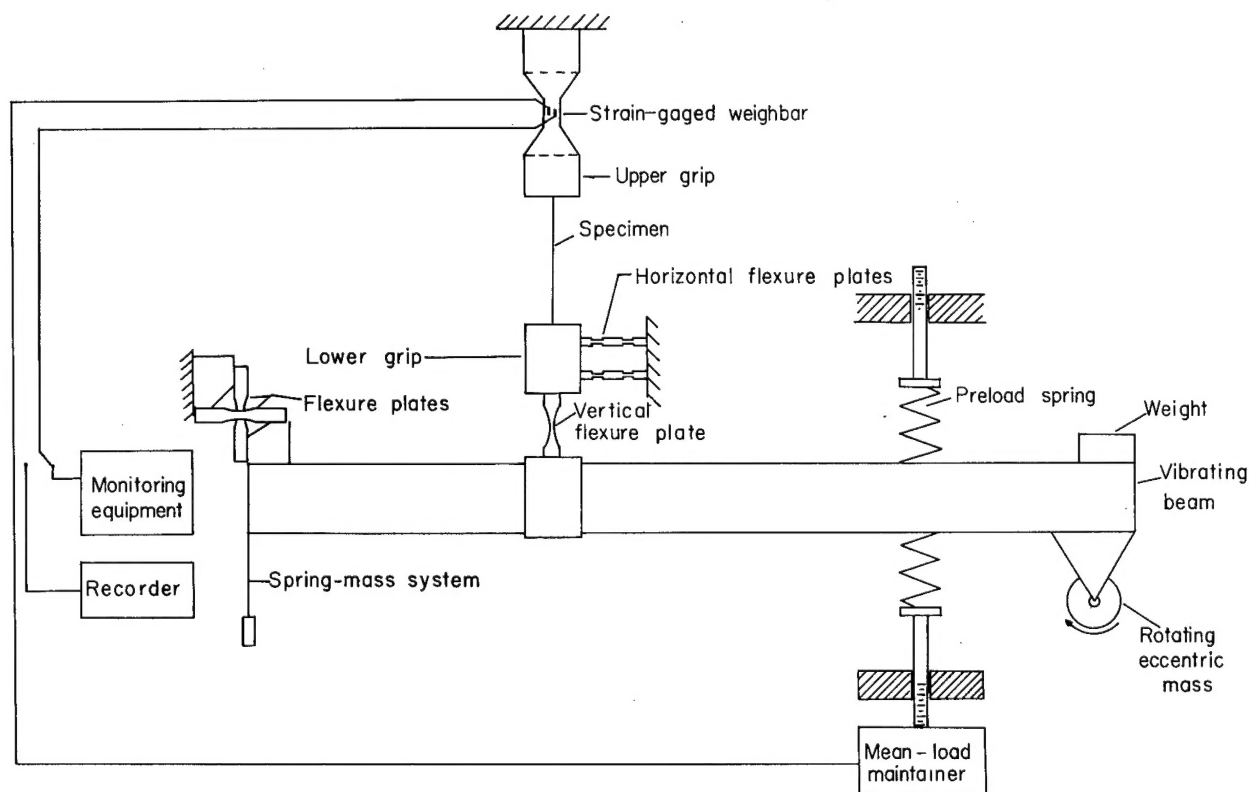 Strain-gaged weighbar
Upper grip
Specimen
Horizontal flexure plates
Lower grip
Flexure plates
Vertical
flexure plate
Preload spring
Weight
Vibrating
beam
Monitoring
equipment
Recorder
Spring-mass system
Rotating
eccentric
mass
Mean-load
maintainer